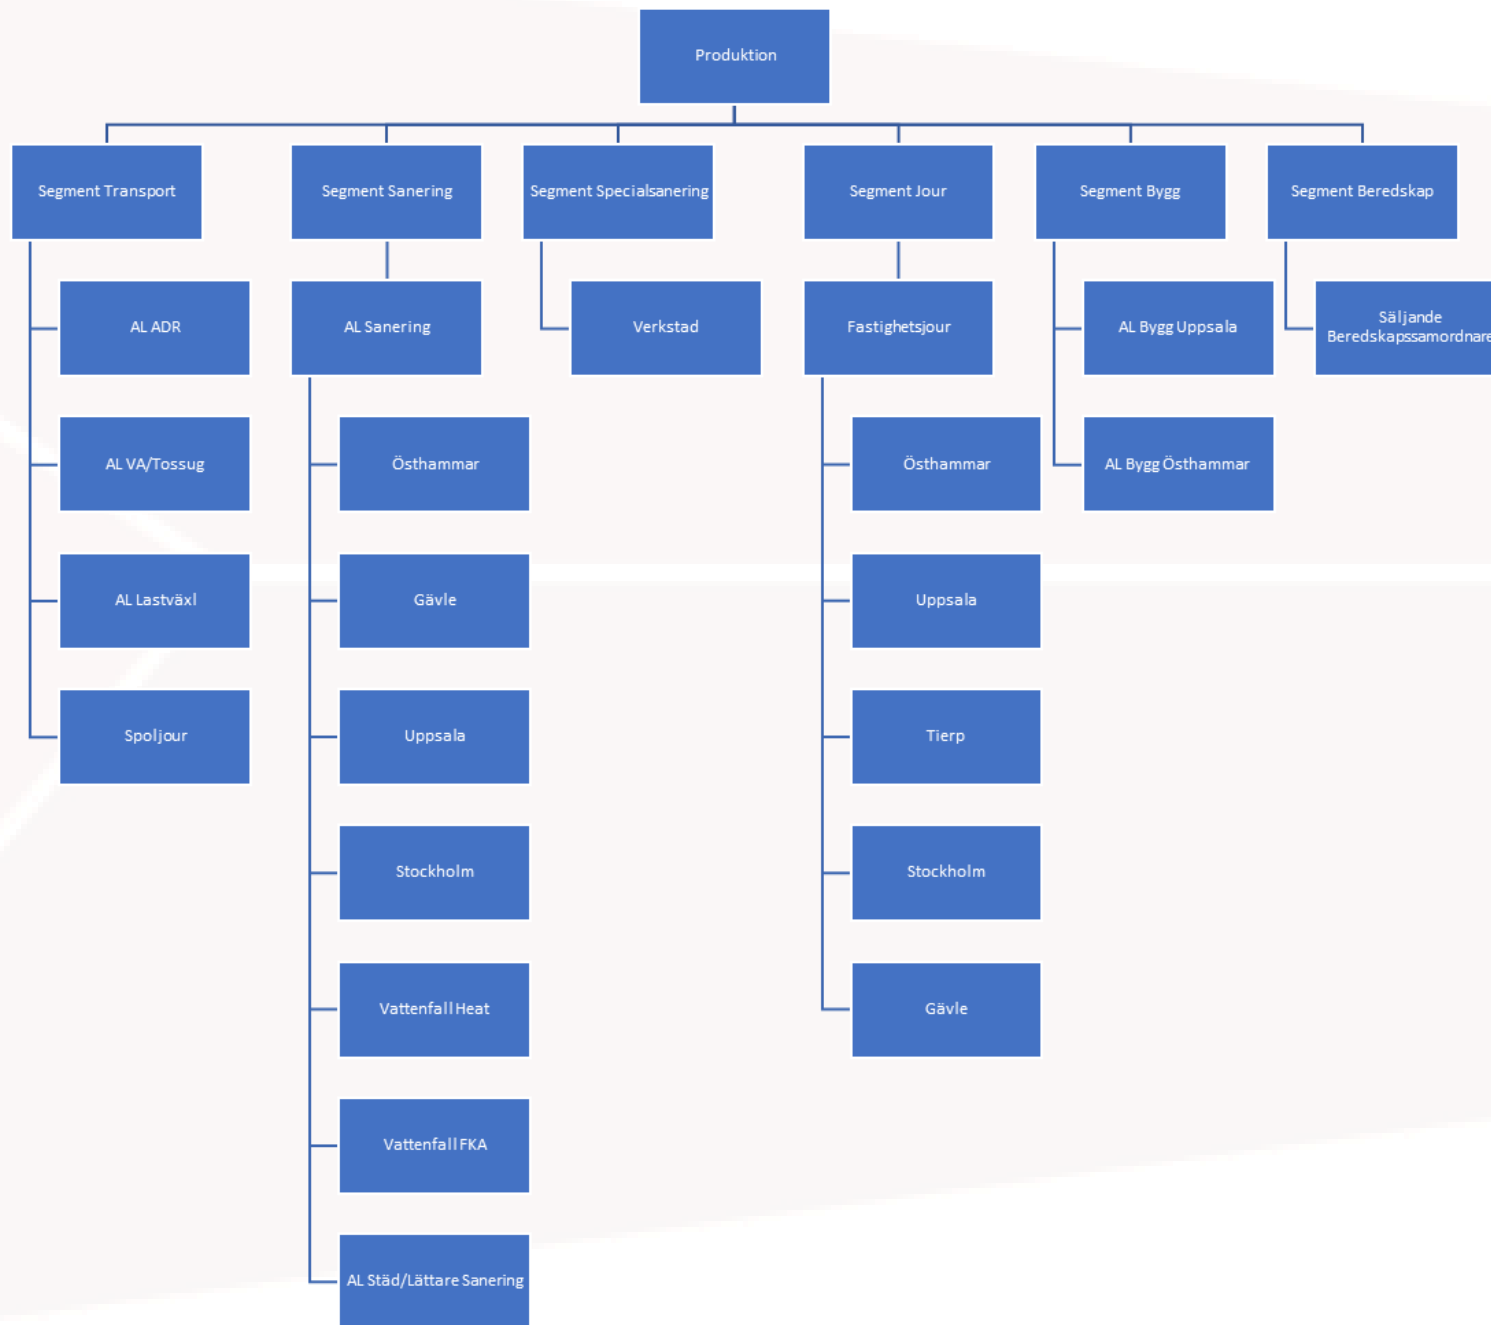 Produktion
Segment Transport
Segment Sanering
Segment Specialsanering
Segment Jour
Segment Bygg
Segment Beredskap
AL ADR
AL Sanering
Verkstad
Fastighetsjour
AL Bygg Uppsala
Säljande
Beredskapssamordnare
AL VA/Tossug
Östhammar
Östhammar
AL Bygg Östhammar
AL Lastväxl
Gävle
Uppsala
Spoljour
Uppsala
Tierp
Stockholm
Stockholm
Vattenfall Heat
Gävle
Vattenfall FKA
AL Städ/Lättare Sanering